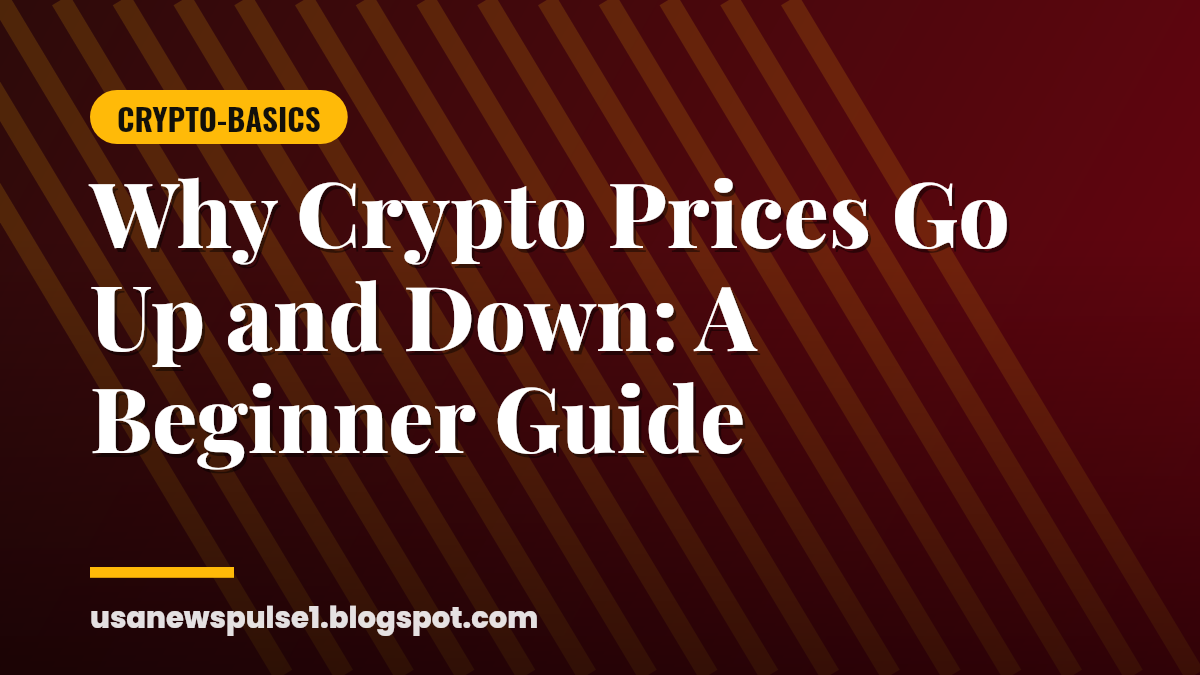 CRYPTO-BASICS
Why Crypto Prices Go
Up and Down: A
Beginner Guide
usanewspulse1.blogspot.com